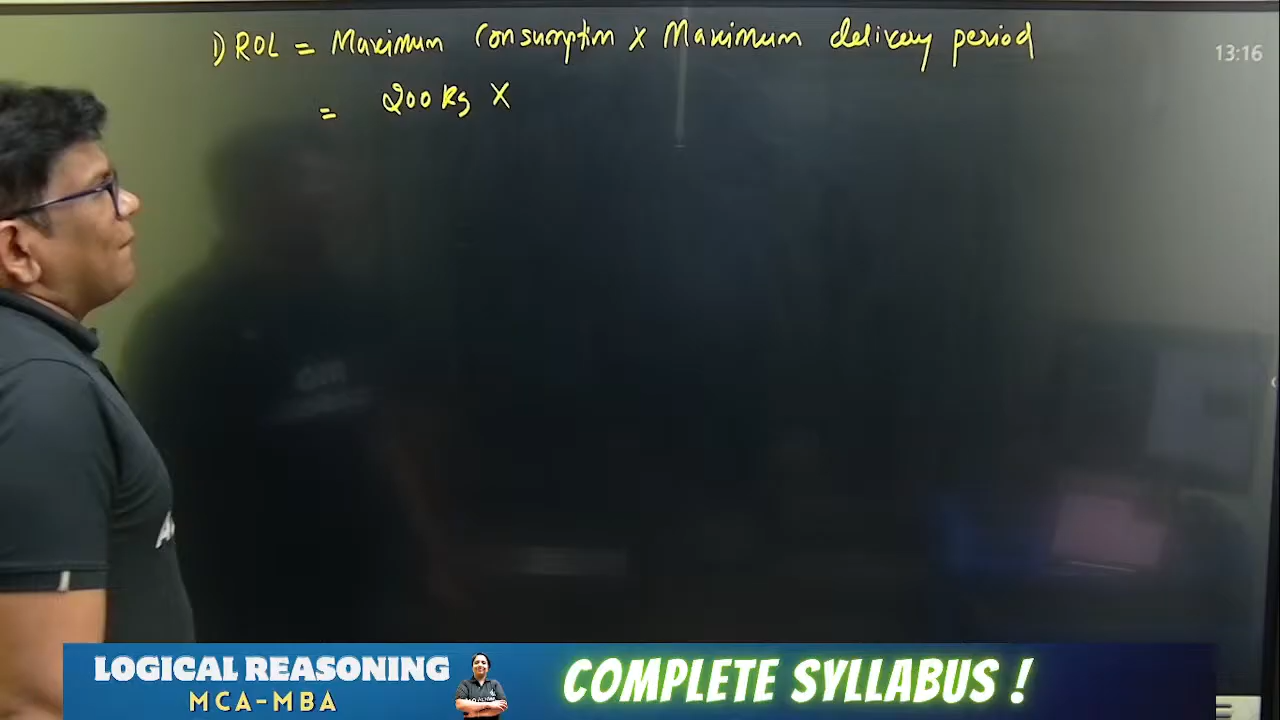 1) ROL = Maximum Consumption X Maximum delivery period
13:16
= 200 Kg X
LOGICAL REASONING
MCA-MBA
COMPLETE SYLLABUS !